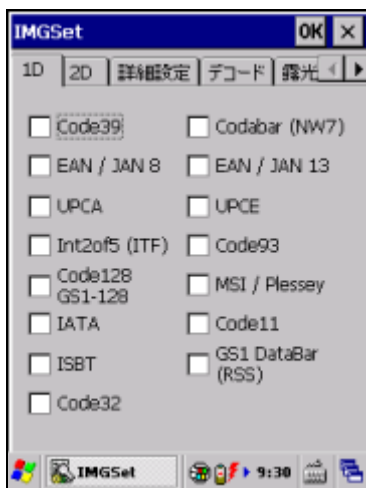 IMGSet OK ×
1D 2D 詳細設定 デコード 露光
Code39 Codabar (NW7)
EAN / JAN 8 EAN / JAN 13
UPCA UPCE
Int2of5 (ITF) Code93
Code128
GS1-128
MSI / Plessey
IATA Code11
ISBT
GS1 DataBar
(RSS)
Code32
IMGSet 9:30